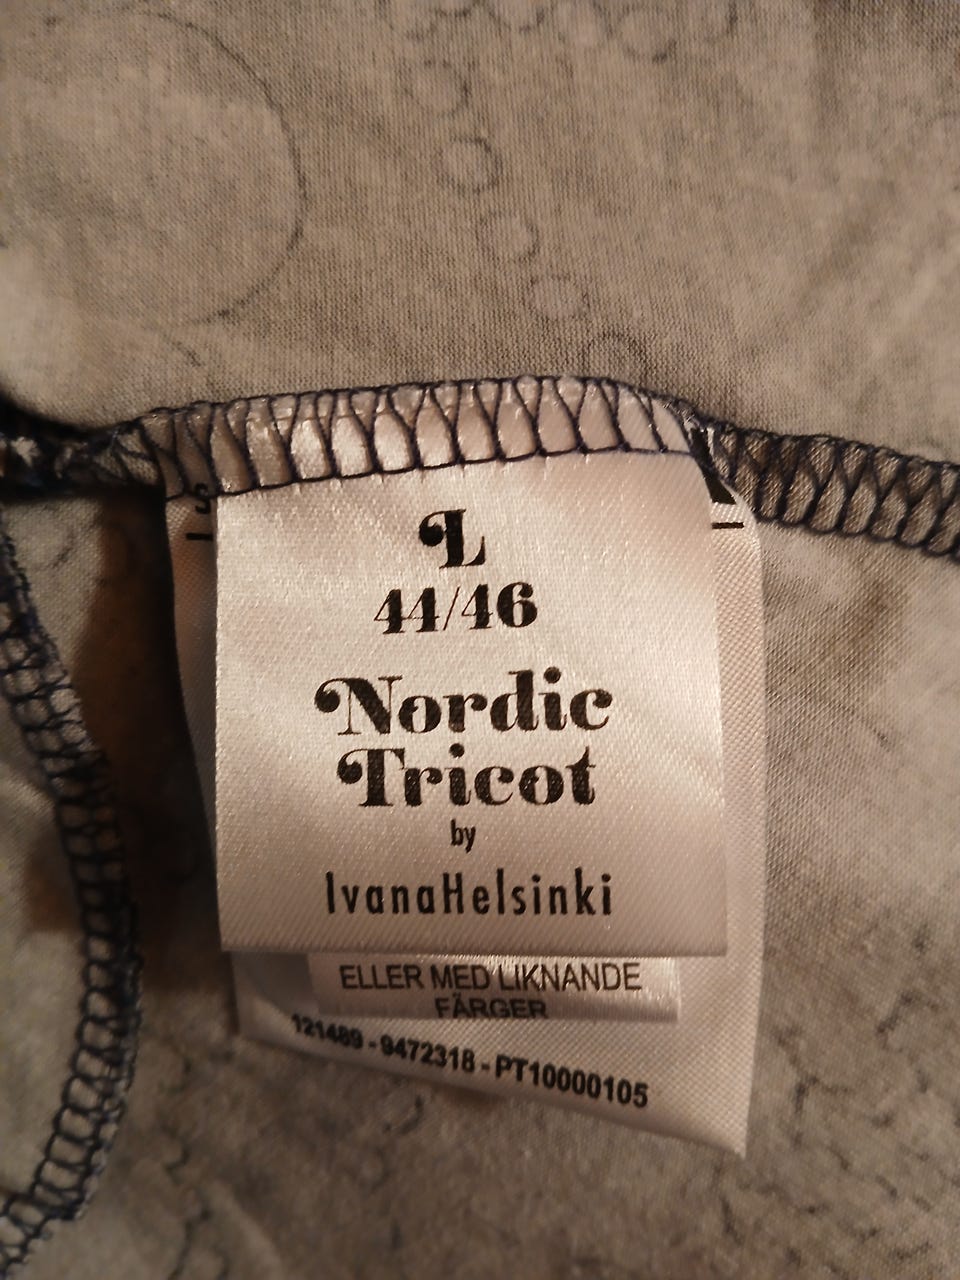 L
44/46
Nordic
Tricot
by
IvanaHelsinki
ELLER MED LIKNANDE
FÄRGER
121489 - 9472318 - PT10000105